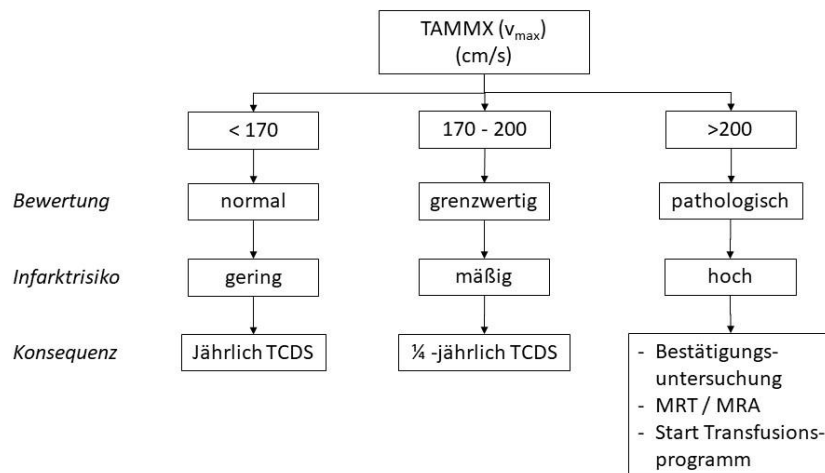 TAMMX (vmax)
(cm/s)
< 170
170 - 200
>200
Bewertung
normal
grenzwertig
pathologisch
Infarktrisiko
gering
mäßig
hoch
Konsequenz
Jährlich TCDS
¼ -jährlich TCDS
- Bestätigungs-
untersuchung
- MRT / MRA
- Start Transfusions-
programm